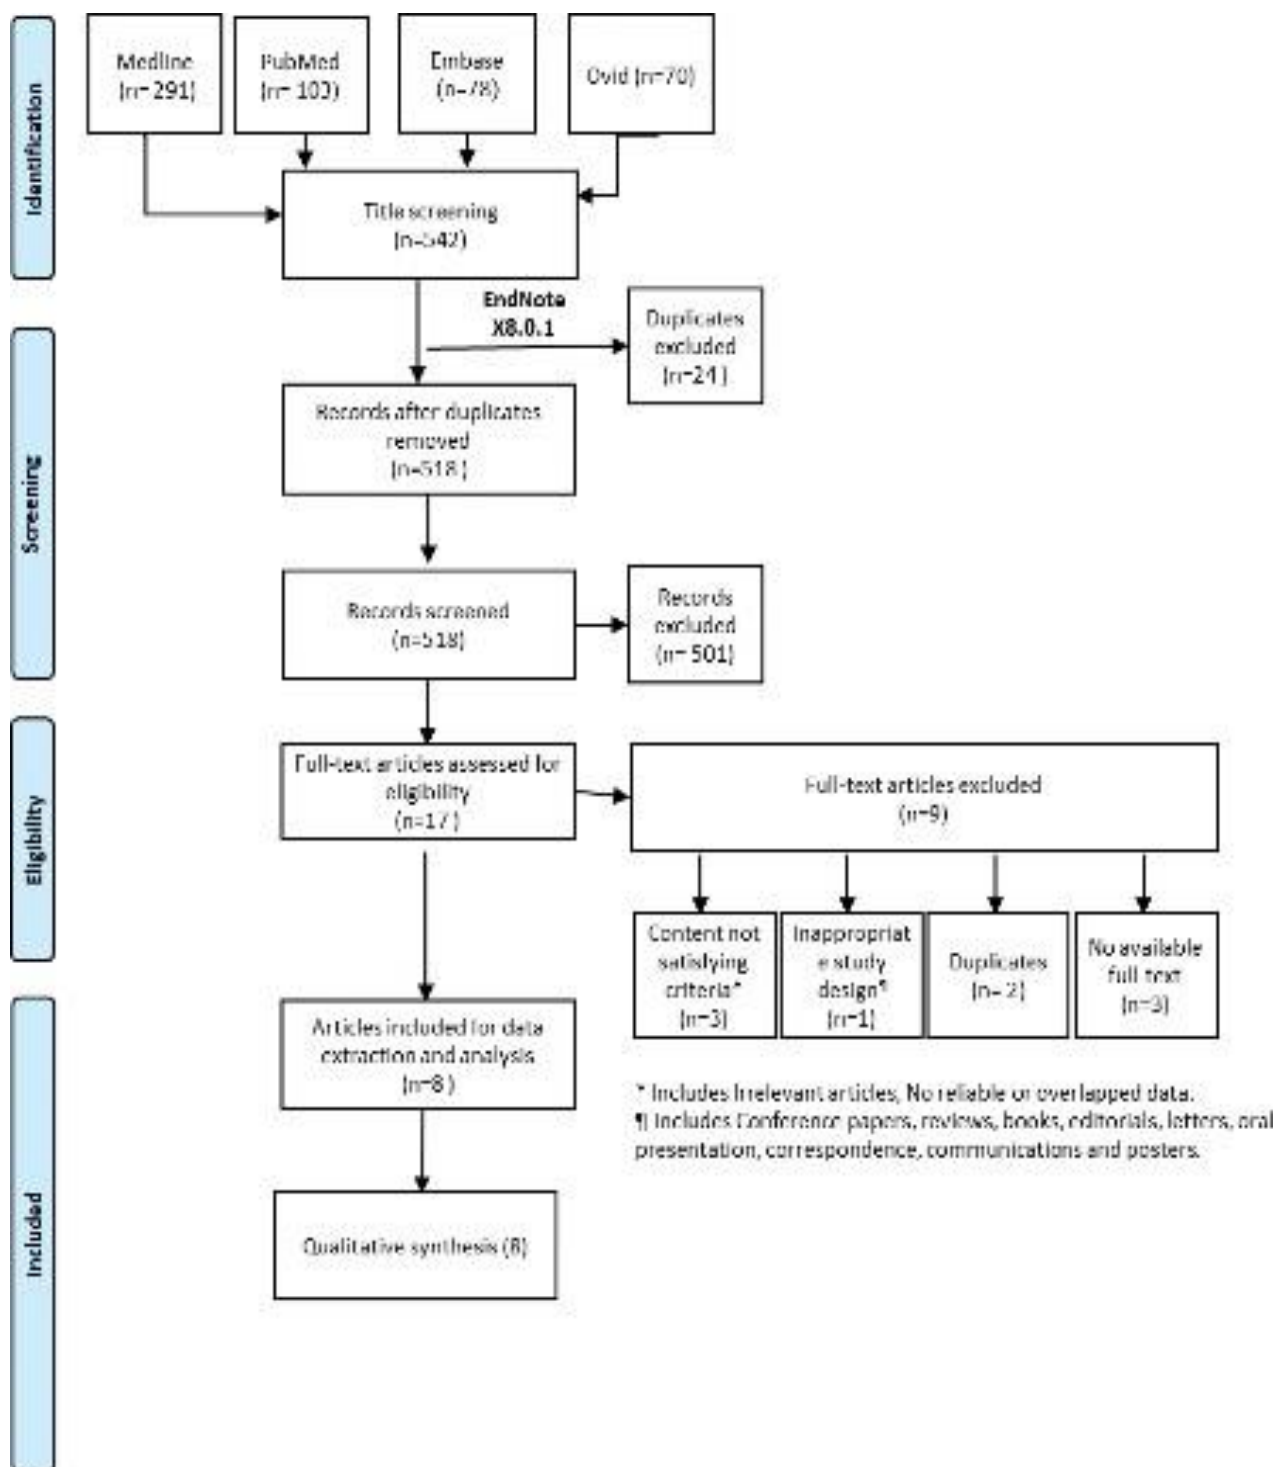 Identification
Medline
(n= 291)
PubMed
(n= 103)
Embase
(n=78)
Ovid (n=70)
Title screening
(n=542)
EndNote
X8.0.1
Duplicates
excluded
(n=24 )
Screening
Records after duplicates
removed
(n=518 )
Records screened
(n=518)
Records
excluded
(n= 501)
Eligibility
Full-text articles assessed for
eligibility
(n=17 )
Full-text articles excluded
(n=9)
Content not
satisfying
criteria*
(n=3)
Inappropriat
e study
design¶
(n=1)
Duplicates
(n= 2)
No available
full text
(n=3)
Included
Articles included for data
extraction and analysis
(n=8 )
* Includes Irrelevant articles, No reliable or overlapped data.
¶ Includes Conference papers, reviews, books, editorials, letters, oral
presentation, correspondence, communications and posters.
Qualitative synthesis (8)